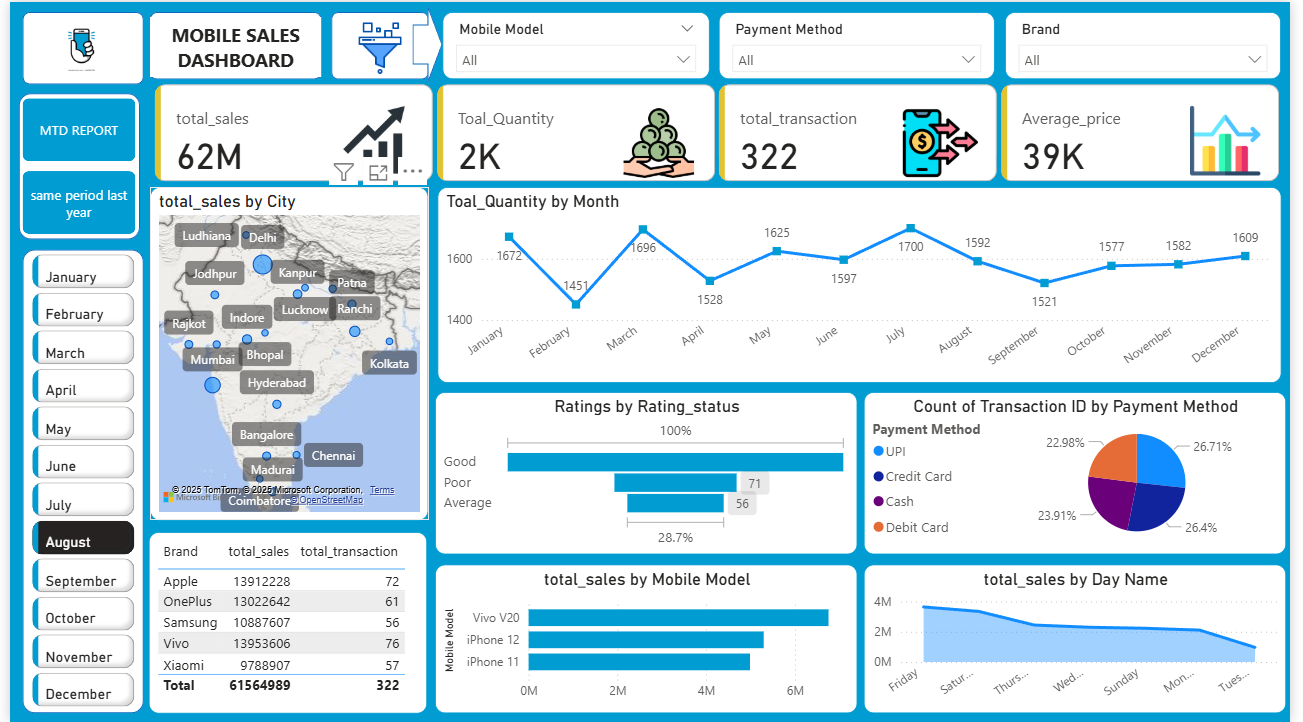 MOBILE SALES
DASHBOARD
Mobile Model
All
Payment Method
All
Brand
All
MTD REPORT
same period last
year
total_sales
62M
Toal_Quantity
2K
total_transaction
322
Average_price
39K
January
February
March
April
May
June
July
August
September
October
November
December
total_sales by City
Ludhiana
Delhi
Jodhpur
Kanpur
Patna
Lucknow
Ranchi
Indore
Rajkot
Mumbai
Bhopal
Kolkata
Hyderabad
Bangalore
Chennai
Madurai
Coimbatore
© 2025 TomTom, © 2025 Microsoft Corporation, Terms
© OpenStreetMap
Microsoft
Toal_Quantity by Month
1600
1400
1672
1451
1696
1528
1625
1597
1700
1592
1521
1577
1582
1609
January
February
March
April
May
June
July
August
September
October
November
December
Ratings by Rating_status
100%
Good
Poor
71
Average
56
28.7%
Count of Transaction ID by Payment Method
Payment Method
UPI
Credit Card
Cash
Debit Card
22.98%
26.71%
23.91%
26.4%
Brand total_sales total_transaction
Apple 13912228 72
OnePlus 13022642 61
Samsung 10887607 56
Vivo 13953606 76
Xiaomi 9788907 57
Total 61564989 322
total_sales by Mobile Model
Mobile Model
Vivo V20
iPhone 12
iPhone 11
0M 2M 4M 6M
total_sales by Day Name
4M
2M
0M
Friday
Satur...
Thurs...
Wed...
Sunday
Mon...
Tues...